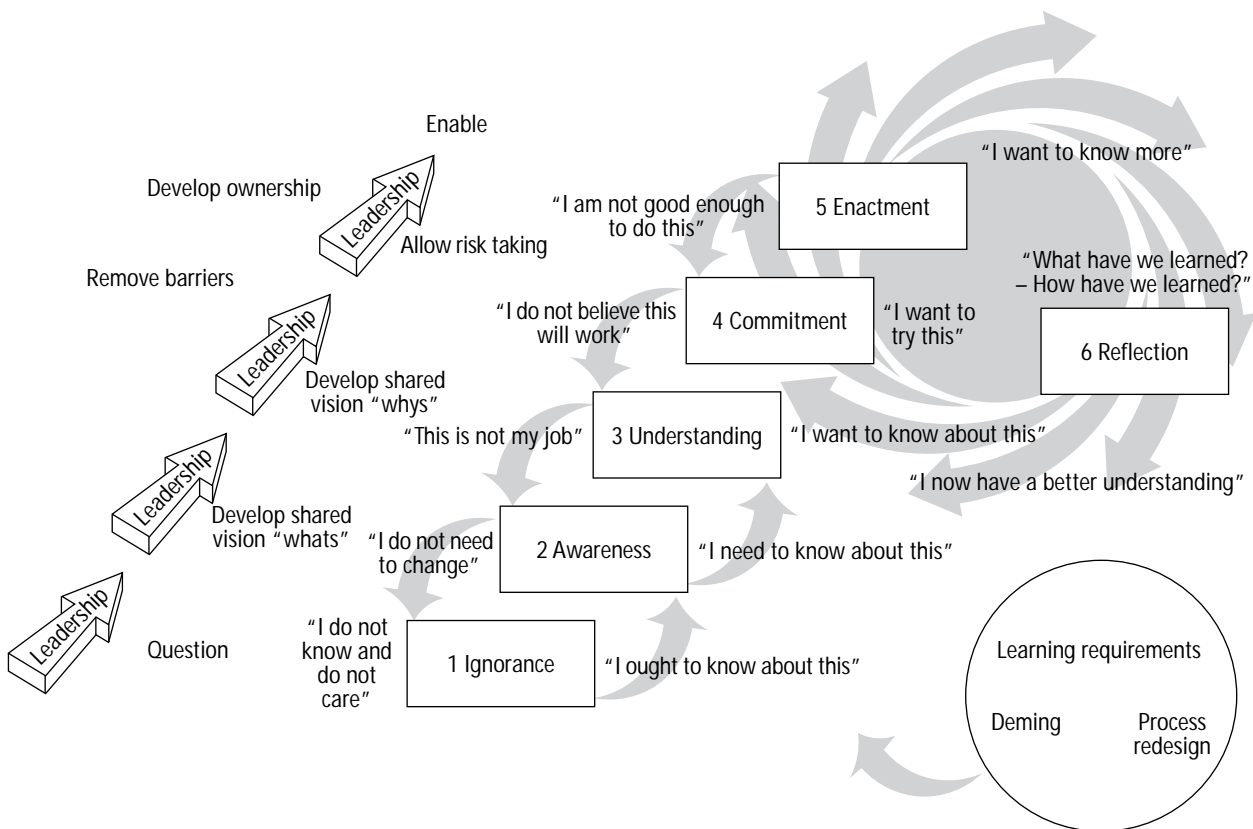 Enable
Develop ownership
Leadership
Allow risk taking
Remove barriers
Leadership
Develop shared
vision "whys"
Leadership
Develop shared
vision "whats"
Leadership
Question
"I want to know more"
5 Enactment
"I am not good enough
to do this"
"What have we learned?
– How have we learned?"
6 Reflection
"I do not believe this
will work"
4 Commitment
"I want to
try this"
"This is not my job"
3 Understanding
"I want to know about this"
"I now have a better understanding"
"I do not need
to change"
2 Awareness
"I need to know about this"
"I do not
know and
do not
care"
1 Ignorance
"I ought to know about this"
Learning requirements
Deming
Process
redesign